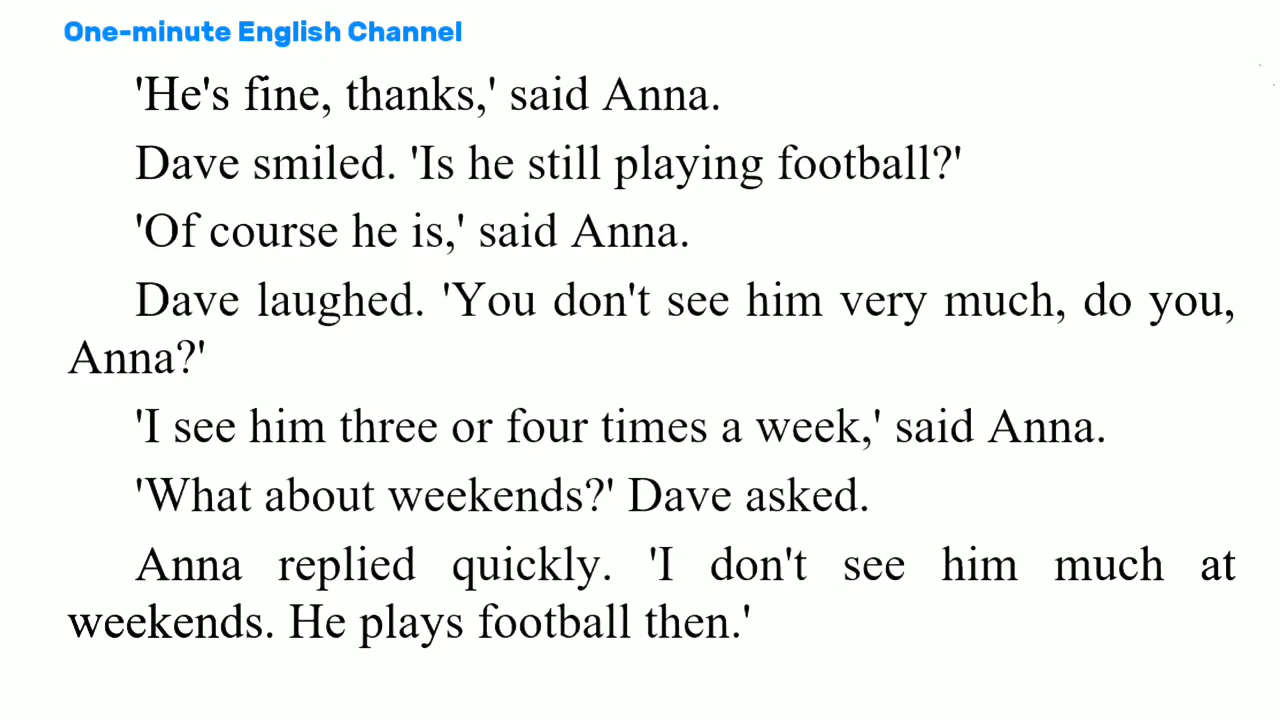 One-minute English Channel
'He's fine, thanks,' said Anna.
Dave smiled. 'Is he still playing football?'
'Of course he is,' said Anna.
Dave laughed. 'You don't see him very much, do you,
Anna?'
'I see him three or four times a week,' said Anna.
'What about weekends?' Dave asked.
Anna replied quickly. 'I don't see him much at
weekends. He plays football then.'